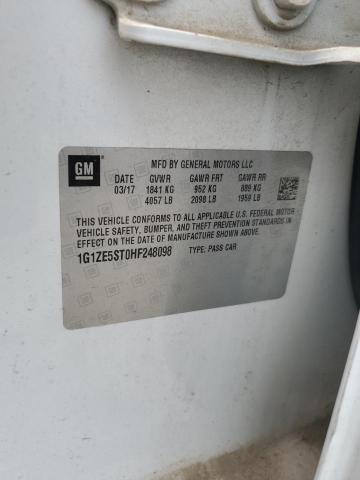 GM
MFD BY GENERAL MOTORS LLC
DATE GVWR GAWR FRT GAWR RR
03/17 1841 KG 952 KG 889 KG
4057 LB 2098 LB 1959 LB
THIS VEHICLE CONFORMS TO ALL APPLICABLE U.S. FEDERAL MOTOR
VEHICLE SAFETY, BUMPER, AND THEFT PREVENTION STANDARDS IN
EFFECT ON THE DATE OF MANUFACTURE SHOWN ABOVE.
1G1ZE5ST0HF248098 TYPE: PASS CAR